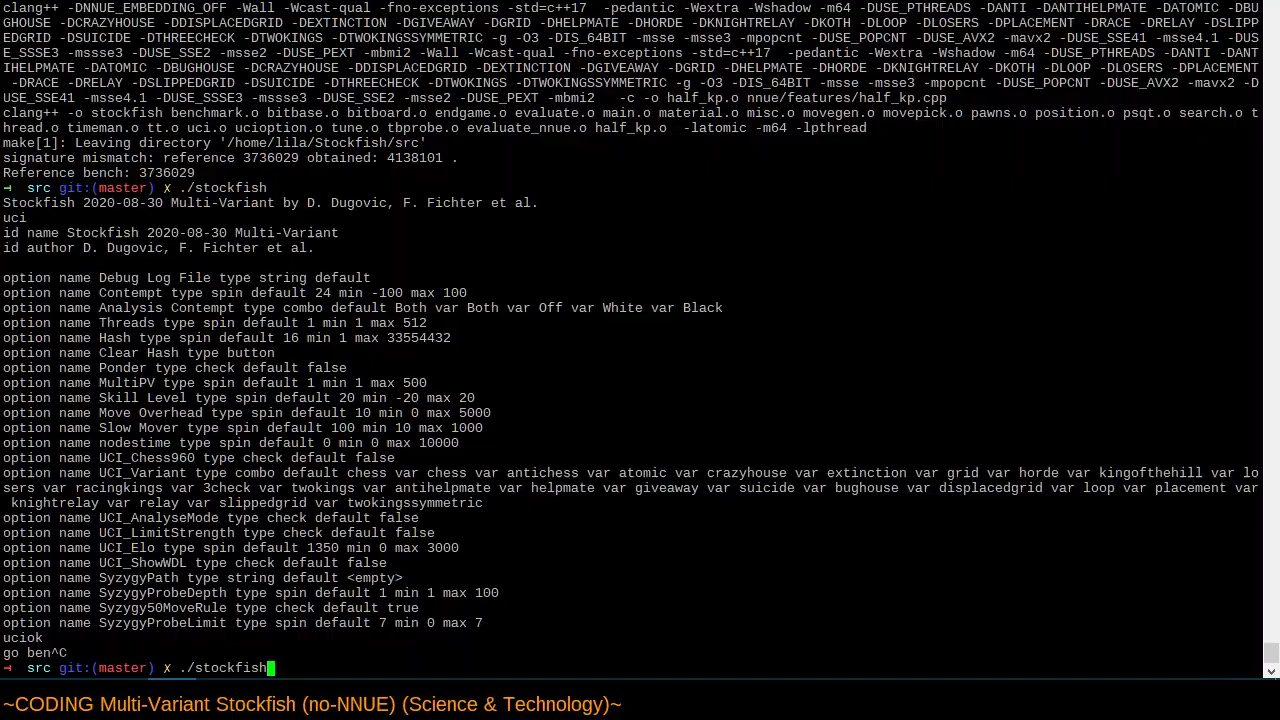 clang++ -DNNUE_EMBEDDING_OFF -Wall -Wcast-qual -fno-exceptions -std=c++17  -pedantic -Wextra -Wshadow -m64 -DUSE_PTHREADS -DANTI -DANTIHELPMATE -DATOMIC -DBU
GHOUSE -DCRAZYHOUSE -DDISPLACEDGRID -DEXTINCTION -DGIVEAWAY -DGRID -DHELPMATE -DHORDE -DKNIGHTRELAY -DKOTH -DLOOP -DLOSERS -DPLACEMENT -DRACE -DRELAY -DSLIPP
EDGRID -DSUICIDE -DTHREECHECK -DTWOKINGS -DTWOKINGSSYMMETRIC -g -O3 -DIS_64BIT -msse -msse3 -mpopcnt -DUSE_POPCNT -DUSE_AVX2 -mavx2 -DUSE_SSE41 -msse4.1 -DUS
E_SSSE3 -mssse3 -DUSE_SSE2 -msse2 -DUSE_PEXT -mbmi2 -Wall -Wcast-qual -fno-exceptions -std=c++17  -pedantic -Wextra -Wshadow -m64 -DUSE_PTHREADS -DANTI -DANT
IHELPMATE -DATOMIC -DBUGHOUSE -DCRAZYHOUSE -DDISPLACEDGRID -DEXTINCTION -DGIVEAWAY -DGRID -DHELPMATE -DHORDE -DKNIGHTRELAY -DKOTH -DLOOP -DLOSERS -DPLACEMENT
 -DRACE -DRELAY -DSLIPPEDGRID -DSUICIDE -DTHREECHECK -DTWOKINGS -DTWOKINGSSYMMETRIC -g -O3 -DIS_64BIT -msse -msse3 -mpopcnt -DUSE_POPCNT -DUSE_AVX2 -mavx2 -D
USE_SSE41 -msse4.1 -DUSE_SSSE3 -mssse3 -DUSE_SSE2 -msse2 -DUSE_PEXT -mbmi2   -c -o half_kp.o nnue/features/half_kp.cpp
clang++ -o stockfish benchmark.o bitbase.o bitboard.o endgame.o evaluate.o main.o material.o misc.o movegen.o movepick.o pawns.o position.o psqt.o search.o t
hread.o timeman.o tt.o uci.o ucioption.o tune.o tbprobe.o evaluate_nnue.o half_kp.o  -latomic -m64 -lpthread
make[1]: Leaving directory '/home/lila/Stockfish/src'
signature mismatch: reference 3736029 obtained: 4138101 .
Reference bench: 3736029
→ src git:(master) ✗ ./stockfish
Stockfish 2020-08-30 Multi-Variant by D. Dugovic, F. Fichter et al.
uci
id name Stockfish 2020-08-30 Multi-Variant
id author D. Dugovic, F. Fichter et al.
option name Debug Log File type string default
option name Contempt type spin default 24 min -100 max 100
option name Analysis Contempt type combo default Both var Both var Off var White var Black
option name Threads type spin default 1 min 1 max 512
option name Hash type spin default 16 min 1 max 33554432
option name Clear Hash type button
option name Ponder type check default false
option name MultiPV type spin default 1 min 1 max 500
option name Skill Level type spin default 20 min -20 max 20
option name Move Overhead type spin default 10 min 0 max 5000
option name Slow Mover type spin default 100 min 10 max 1000
option name nodestime type spin default 0 min 0 max 10000
option name UCI_Chess960 type check default false
option name UCI_Variant type combo default chess var chess var antichess var atomic var crazyhouse var extinction var grid var horde var kingofthehill var lo
sers var racingkings var 3check var twokings var antihelpmate var helpmate var giveaway var suicide var bughouse var displacedgrid var loop var placement var
 knightrelay var relay var slippedgrid var twokingssymmetric
option name UCI_AnalyseMode type check default false
option name UCI_LimitStrength type check default false
option name UCI_Elo type spin default 1350 min 0 max 3000
option name UCI_ShowWDL type check default false
option name SyzygyPath type string default <empty>
option name SyzygyProbeDepth type spin default 1 min 1 max 100
option name Syzygy50MoveRule type check default true
option name SyzygyProbeLimit type spin default 7 min 0 max 7
uciok
go ben^C
→ src git:(master) ✗ ./stockfish
~CODING Multi-Variant Stockfish (no-NNUE) (Science & Technology)~